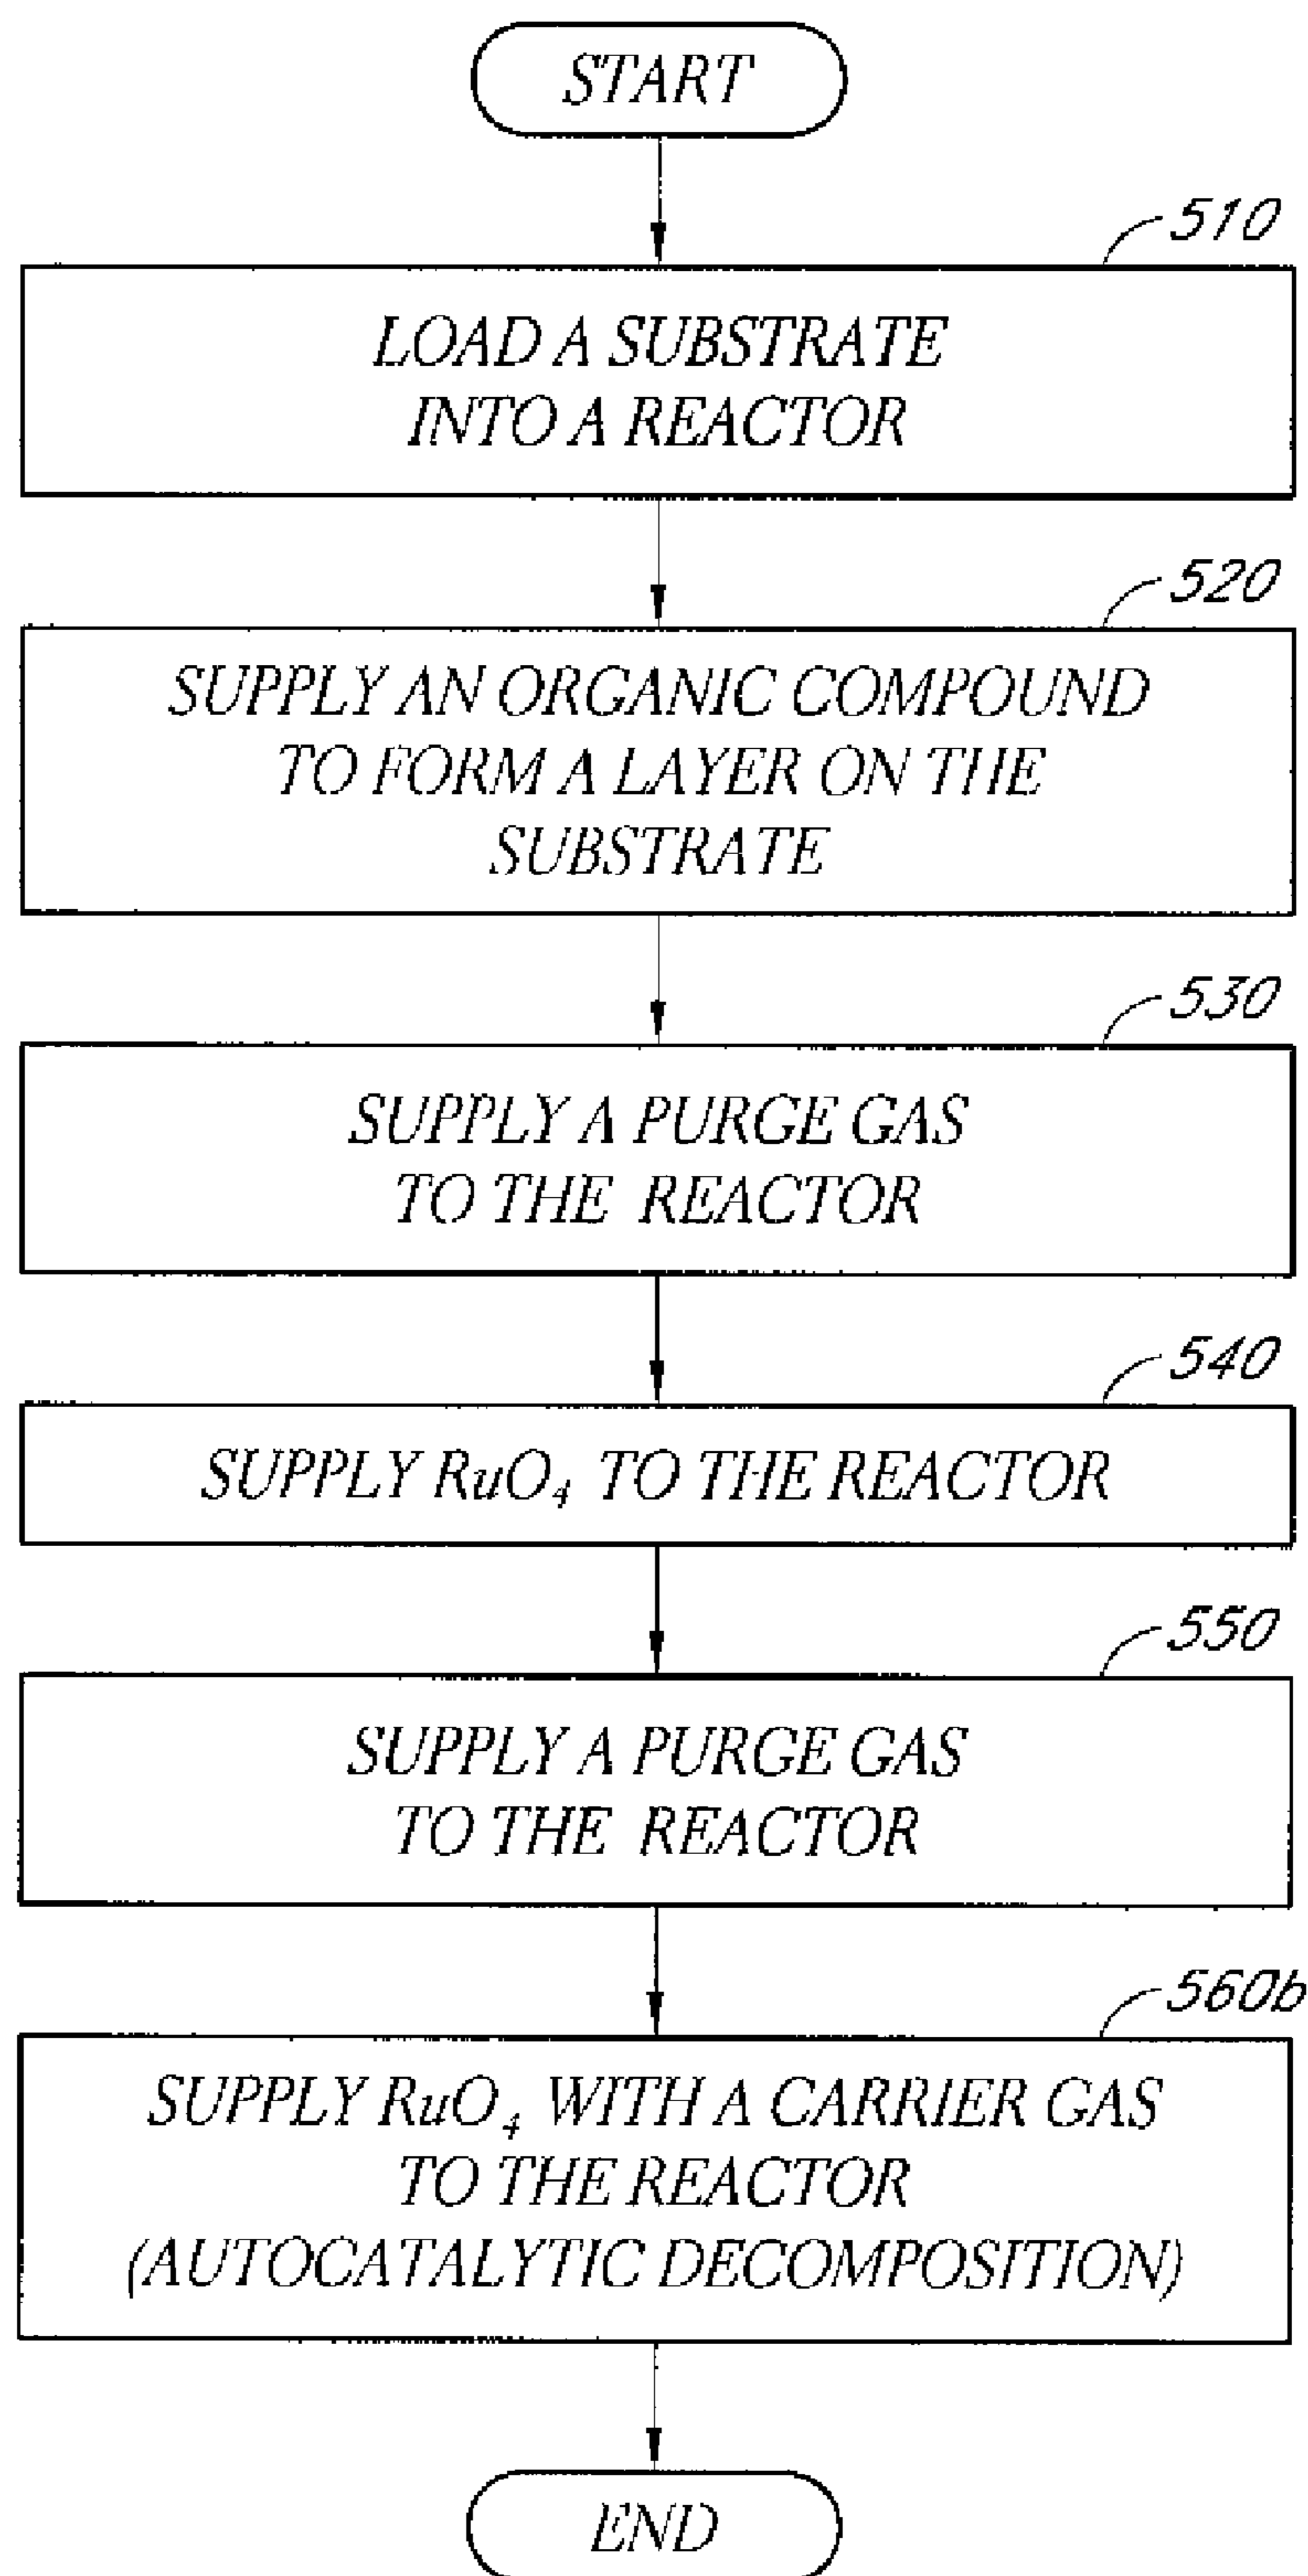 START
510
LOAD A SUBSTRATE
INTO A REACTOR
520
SUPPLY AN ORGANIC COMPOUND
TO FORM A LAYER ON THE
SUBSTRATE
530
SUPPLY A PURGE GAS
TO THE REACTOR
540
SUPPLY RuO₄ TO THE REACTOR
550
SUPPLY A PURGE GAS
TO THE REACTOR
560b
SUPPLY RuO₄ WITH A CARRIER GAS
TO THE REACTOR
(AUTOCATALYTIC DECOMPOSITION)
END